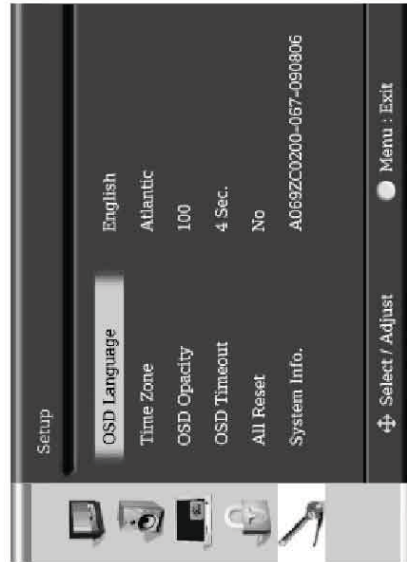 Setup
OSD Language English
Time Zone Atlantic
OSD Opacity 100
OSD Timeout 4 Sec.
All Reset No
System Info. A069ZC0200-067-090806
Select / Adjust Menu : Exit